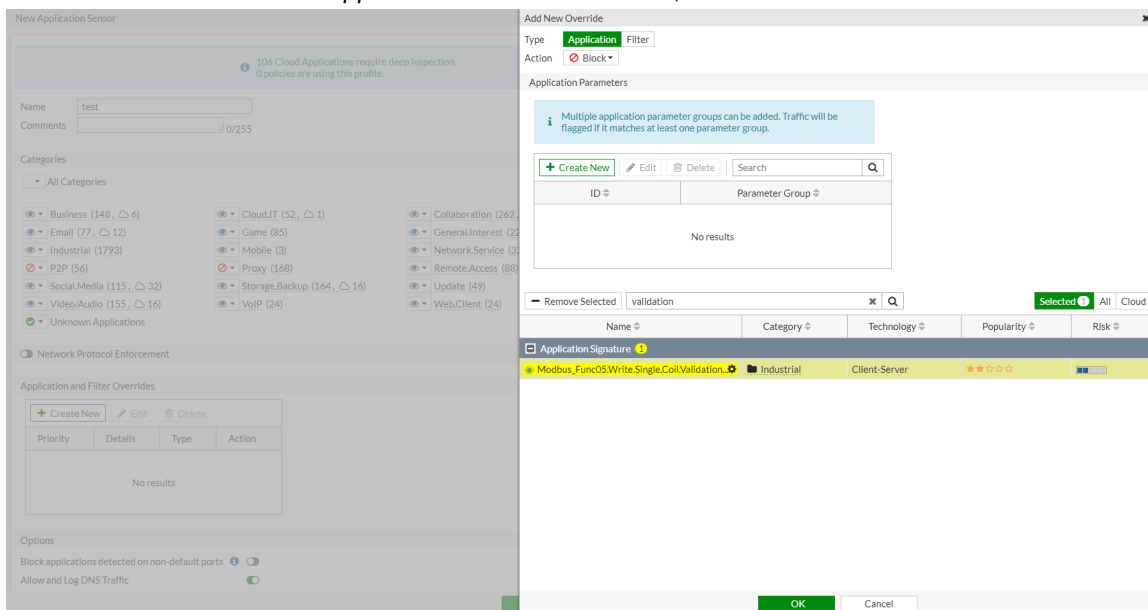 New Application Sensor
106 Cloud Applications require deep inspection.
0 policies are using this profile.
Name test
Comments 0/255
Categories
All Categories
Business (148, 6) Cloud.IT (52, 1) Collaboration (262,
Email (77, 12) Game (85) General.Interest (22
Industrial (1793) Mobile (3) Network.Service (33
P2P (56) Proxy (168) Remote.Access (88)
Social.Media (115, 32) Storage.Backup (164, 16) Update (49)
Video/Audio (155, 16) VoIP (24) Web.Client (24)
Unknown Applications
Network Protocol Enforcement
Application and Filter Overrides
Create New Edit Delete
Priority Details Type Action
No results
Options
Block applications detected on non-default ports
Allow and Log DNS Traffic
Add New Override
Type Application Filter
Action Block
Application Parameters
Multiple application parameter groups can be added. Traffic will be
flagged if it matches at least one parameter group.
Create New Edit Delete Search
ID Parameter Group
No results
Remove Selected validation Selected 1 All Cloud
Name Category Technology Popularity Risk
Application Signature 1
Modbus_Func05.Write.Single.Coil.Validation... Industrial Client-Server
OK Cancel